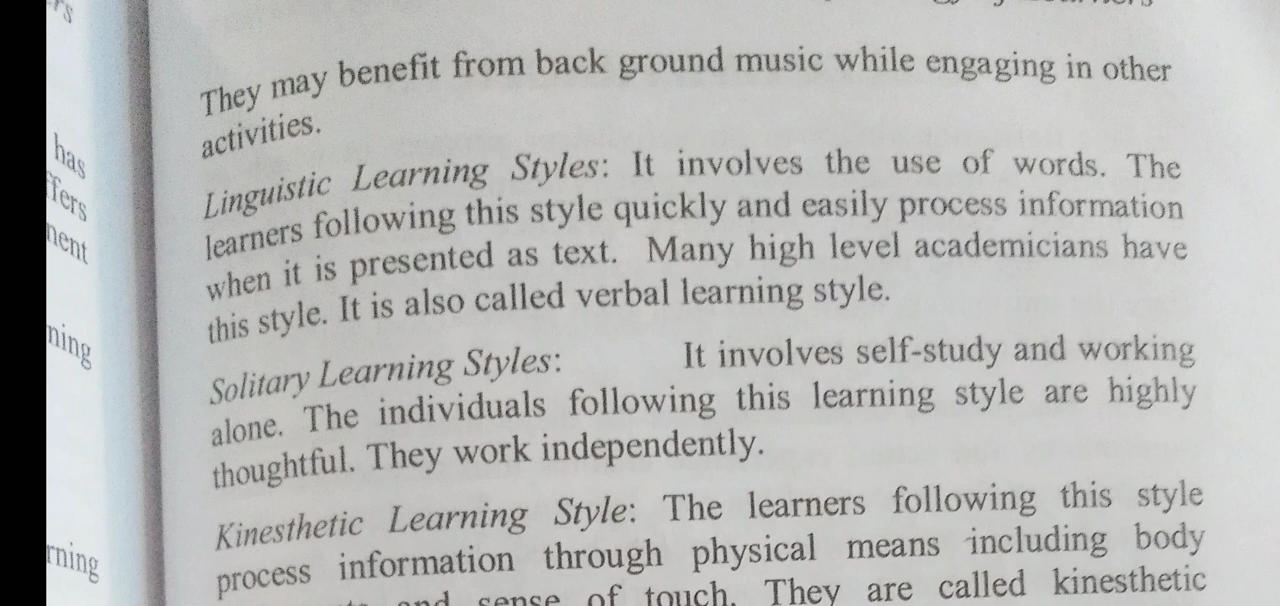 They may benefit from back ground music while engaging in other
activities.
Linguistic Learning Styles: It involves the use of words. The
learners following this style quickly and easily process information
when it is presented as text. Many high level academicians have
this style. It is also called verbal learning style.
Solitary Learning Styles: It involves self-study and working
alone. The individuals following this learning style are highly
thoughtful. They work independently.
Kinesthetic Learning Style: The learners following this style
process information through physical means including body
and sense of touch. They are called kinesthetic
has
ning